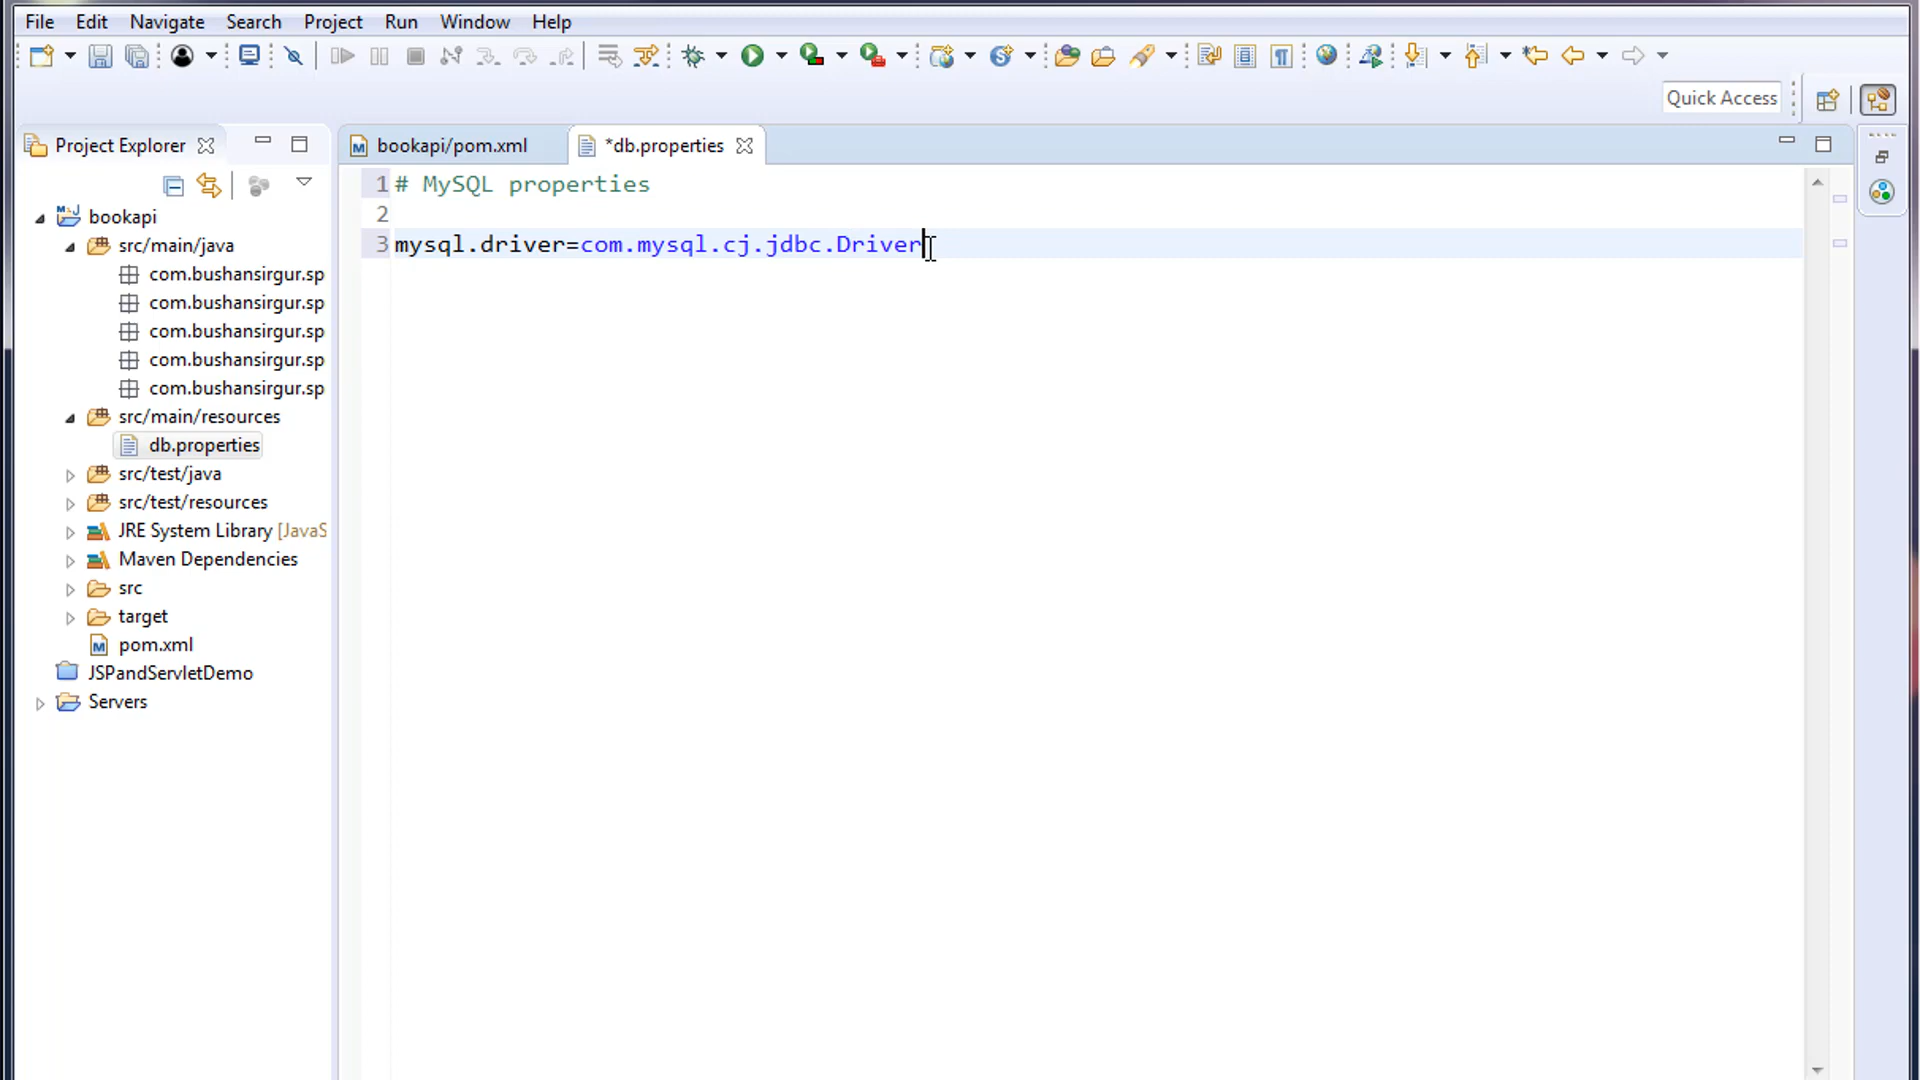 File Edit Navigate Search Project Run Window Help
Quick Access
Project Explorer
bookapi/pom.xml
*db.properties
bookapi
src/main/java
com.bushansirgur.sp
com.bushansirgur.sp
com.bushansirgur.sp
com.bushansirgur.sp
com.bushansirgur.sp
src/main/resources
db.properties
src/test/java
src/test/resources
JRE System Library [JavaS
Maven Dependencies
src
target
pom.xml
JSPandServletDemo
Servers
1 # MySQL properties
2
3 mysql.driver=com.mysql.cj.jdbc.Driver